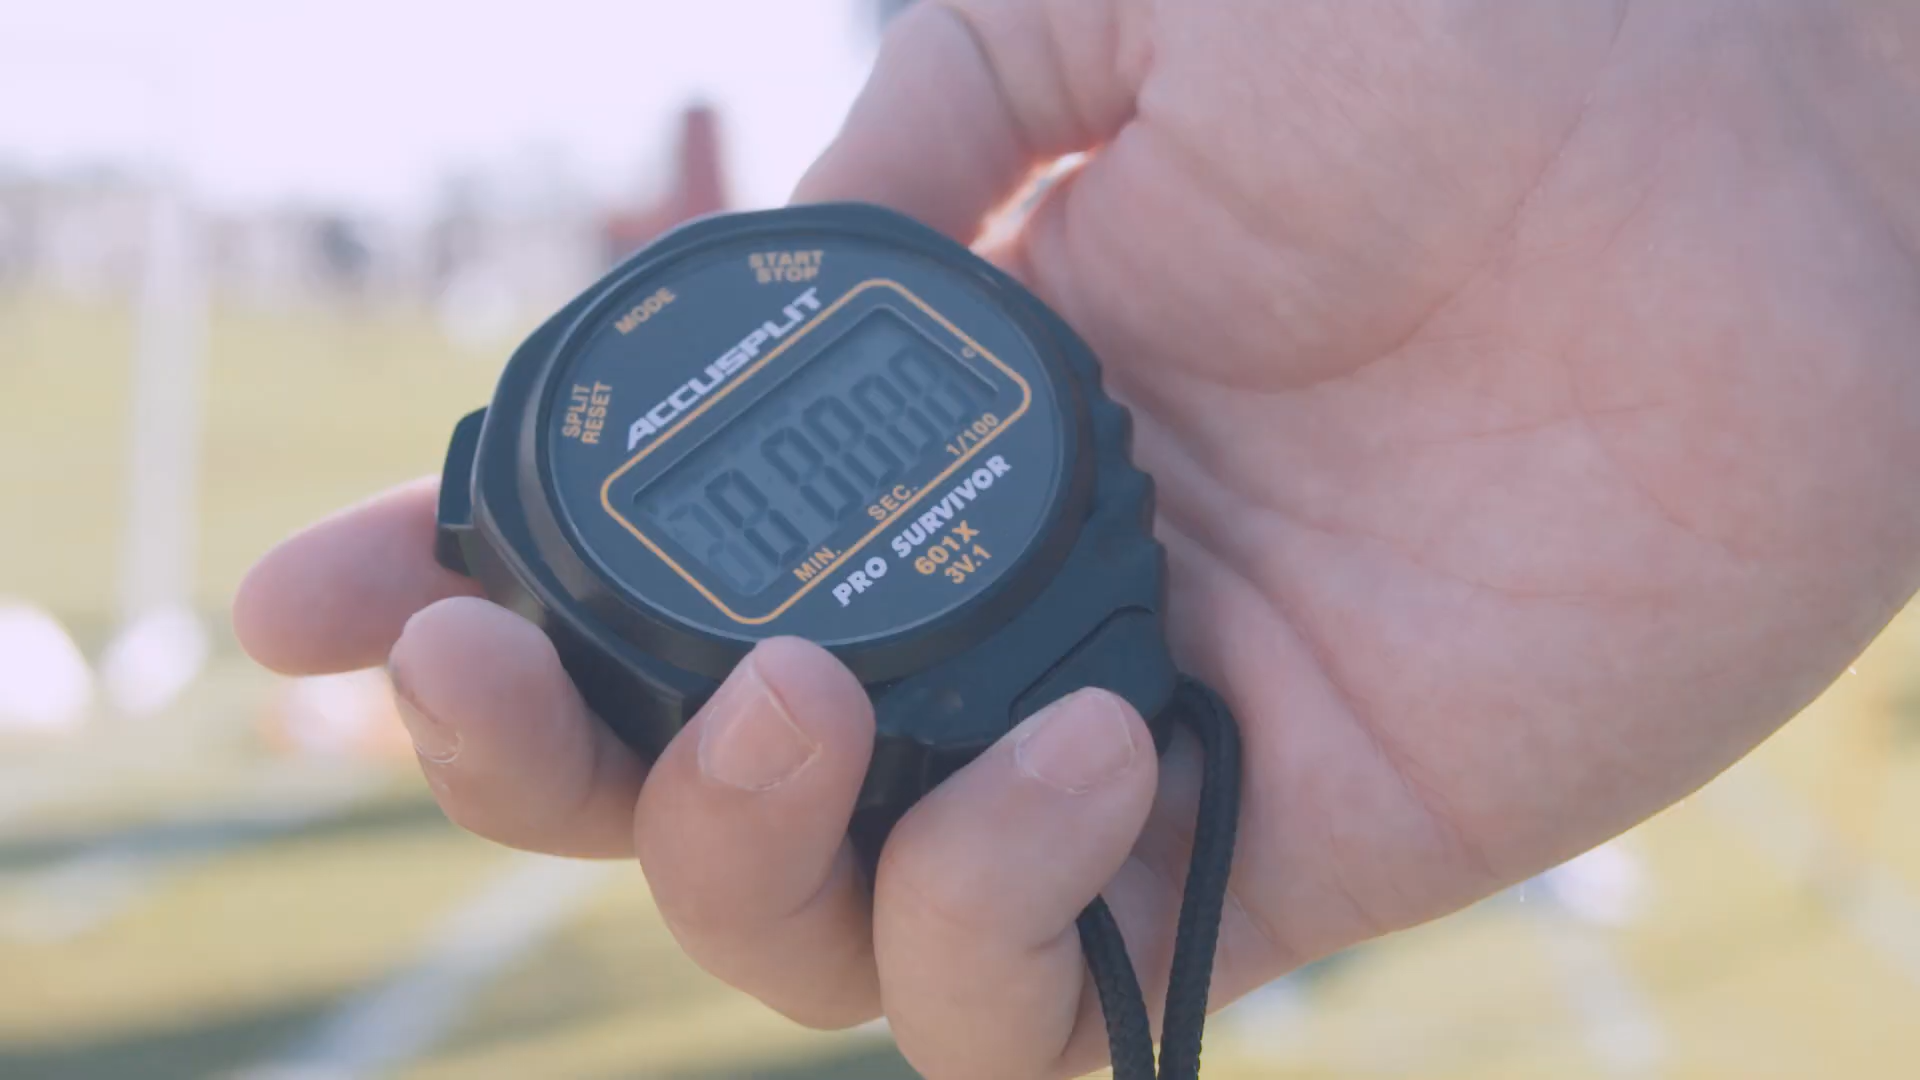 START
STOP
MODE
SPLIT
RESET
ACCUSPLIT
1/100
SEC.
MIN.
PRO SURVIVOR
601X
3V.1